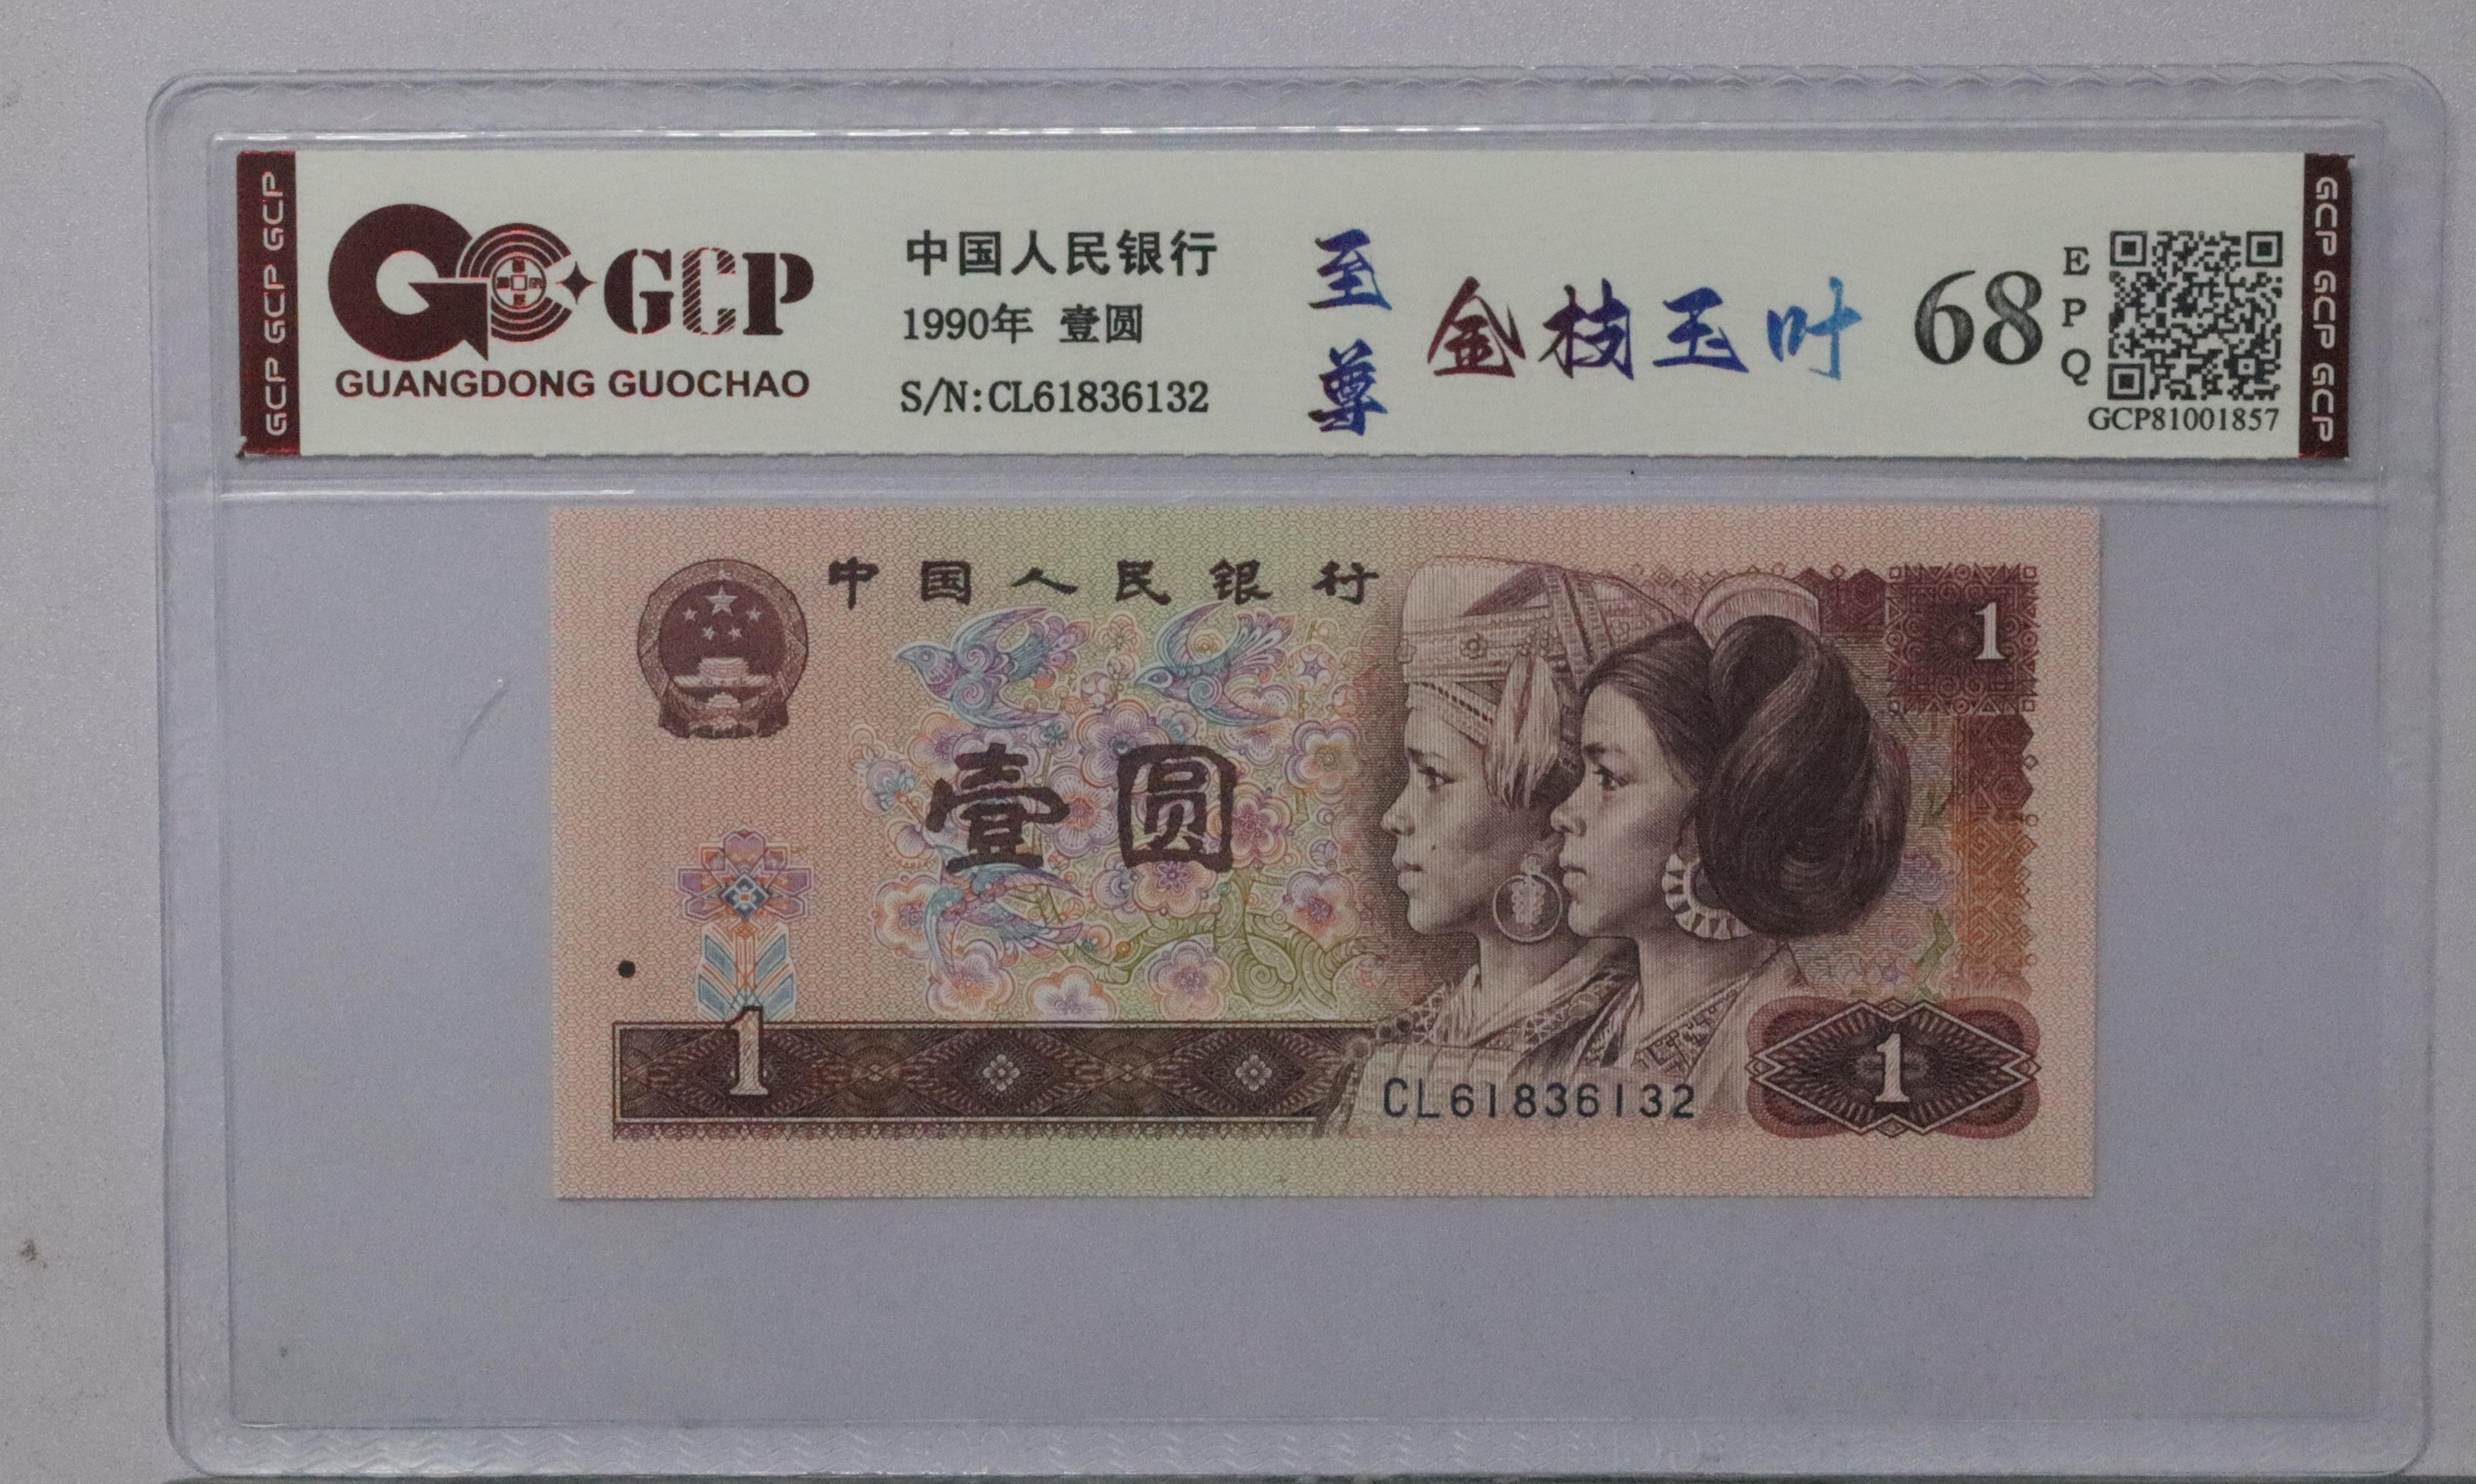 GCP GCP GCP
GCP
GUANGDONG GUOCHAO
中国人民银行
1990年 壹圆
S/N:CL61836132
至尊
金枝玉叶
68
EPQ
GCP81001857
GCP GCP GCP
中国人民银行
1
壹圆
1
CL61836132
1